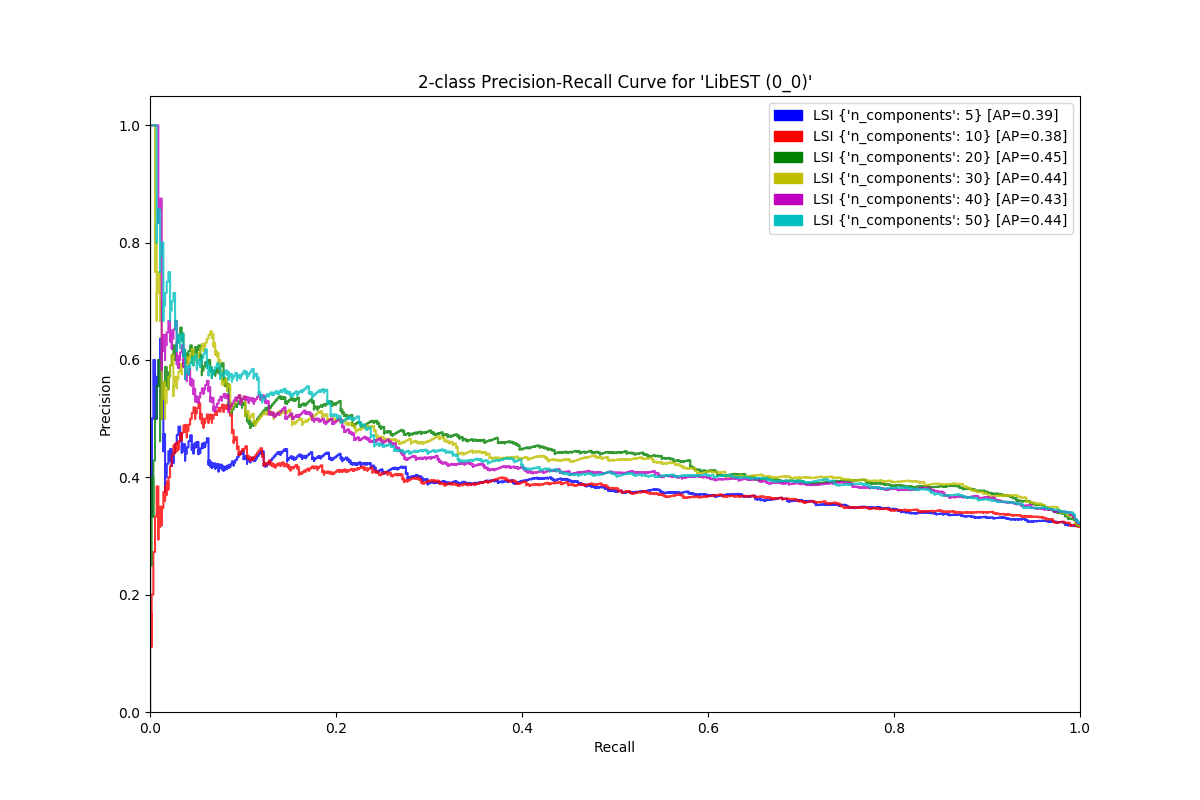 2-class Precision-Recall Curve for 'LibEST (0_0)'
LSI {'n_components': 5} [AP=0.39]
LSI {'n_components': 10} [AP=0.38]
LSI {'n_components': 20} [AP=0.45]
LSI {'n_components': 30} [AP=0.44]
LSI {'n_components': 40} [AP=0.43]
LSI {'n_components': 50} [AP=0.44]
Precision
1.0
0.8
0.6
0.4
0.2
0.0
0.0 0.2 0.4 0.6 0.8 1.0
Recall